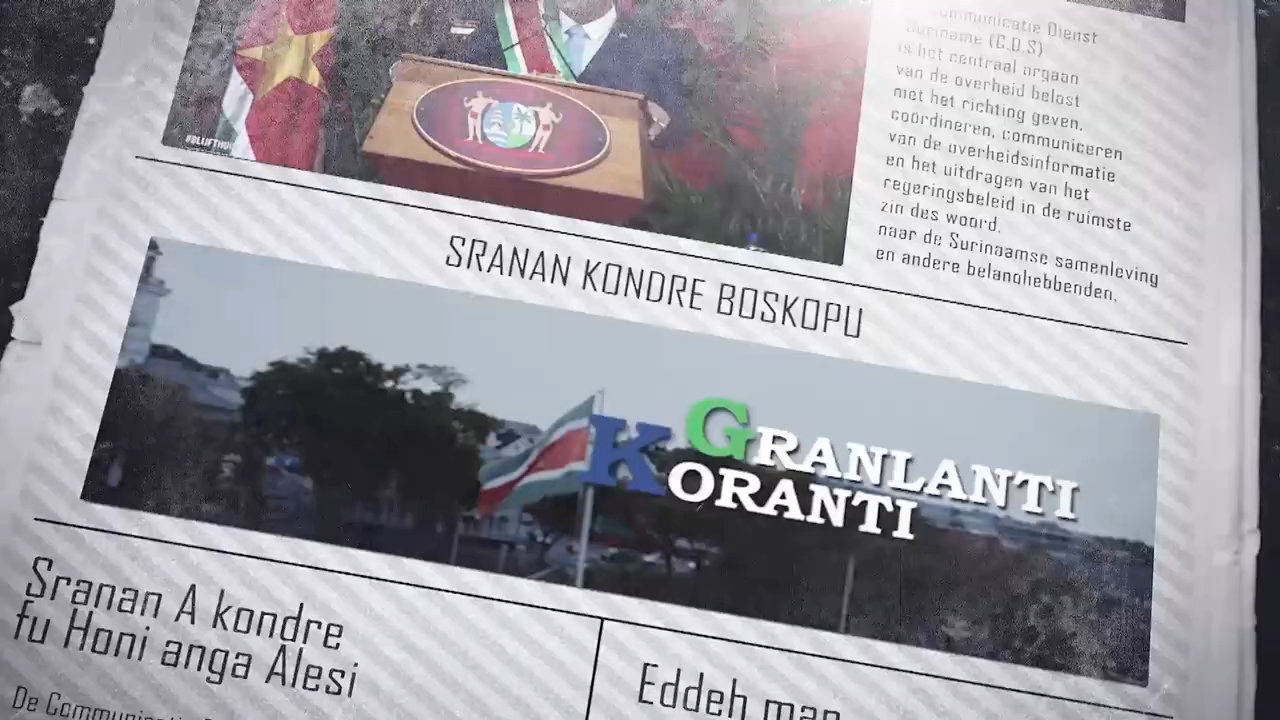 Communicatie Dienst
Suriname (C.D.S)
is het centraal orgaan
van de overheid belast
met het richting geven,
coördineren, communiceren
van de overheidsinformatie
en het uitdragen van het
regeringsbeleid in de ruimste
zin des woord.
naar de Surinaamse samenleving
en andere belanghebbenden.
SRANAN KONDRE BOSKOPU
GRANLANTI
KORANTI
Sranan A kondre
fu Honi anga Alesi
Eddeh man
De